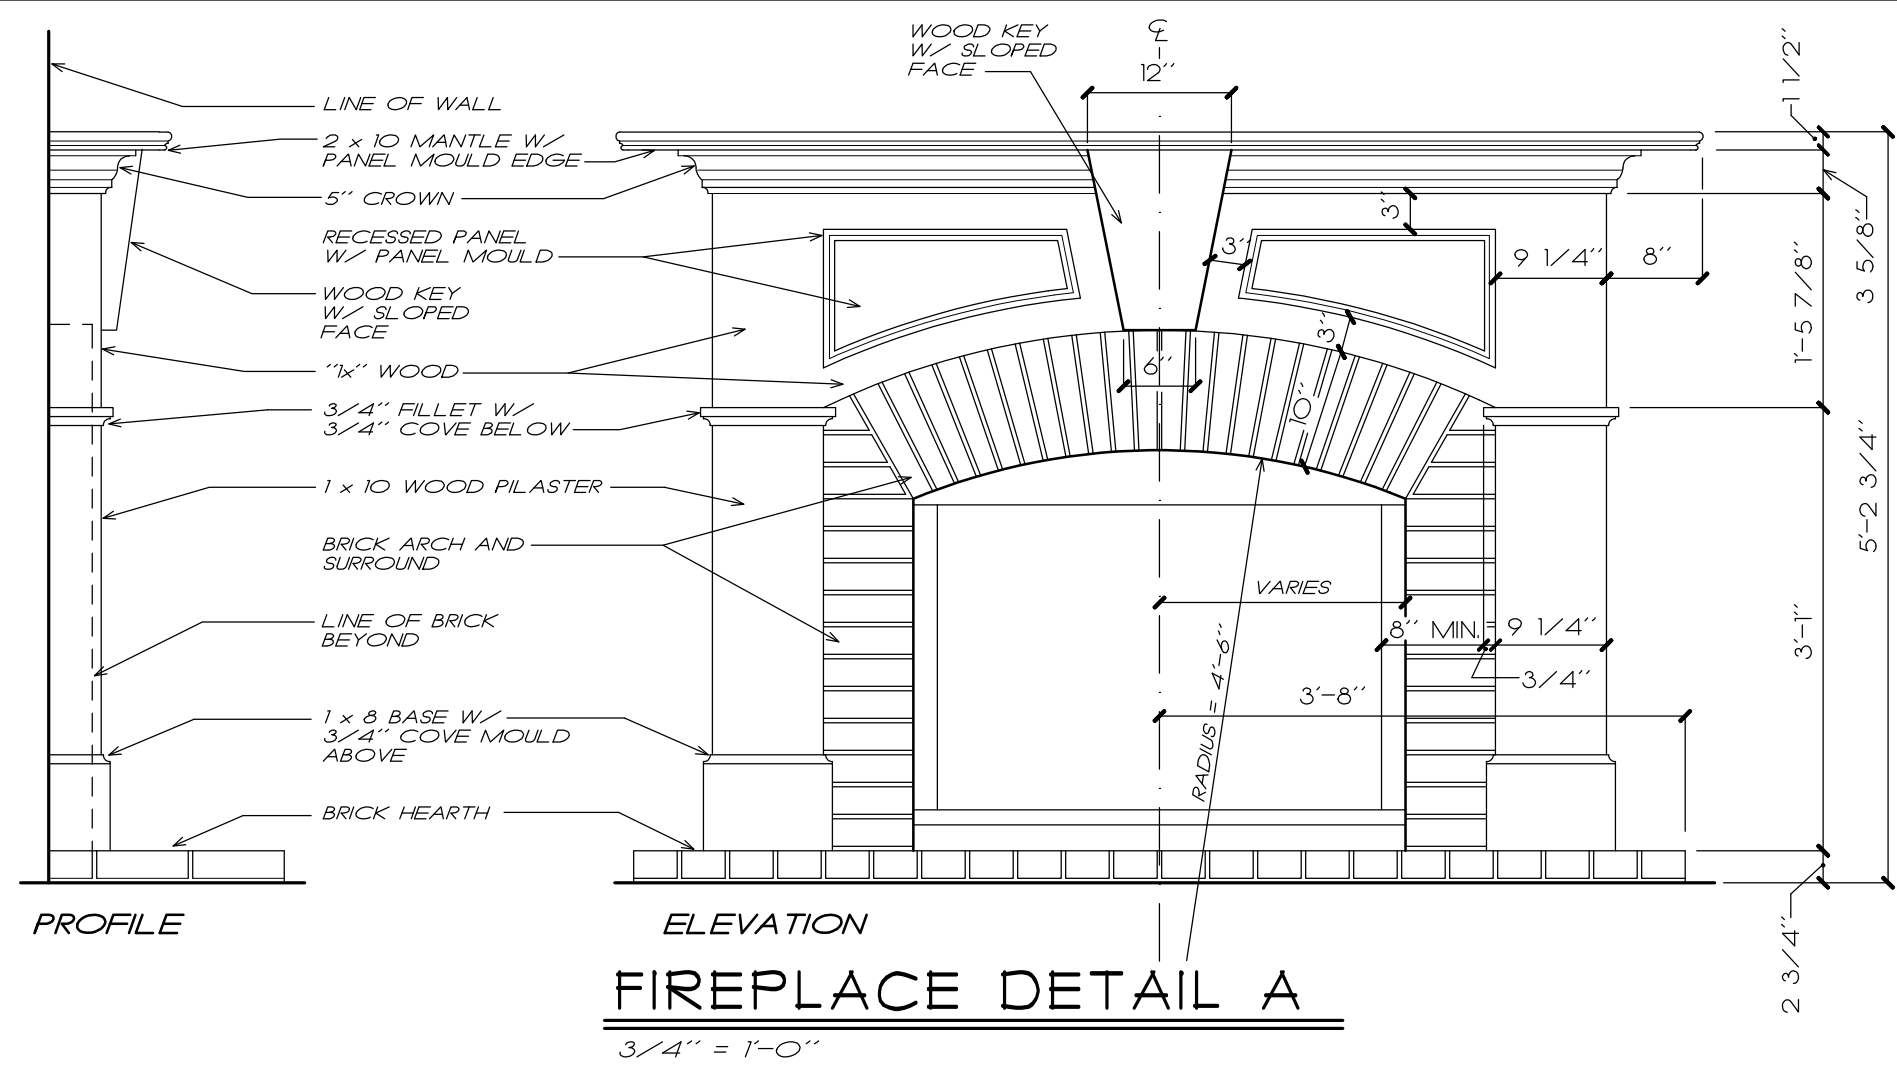 WOOD KEY
W/ SLOPED
FACE
℄
12"
1 1/2"
LINE OF WALL
2 x 10 MANTLE W/
PANEL MOULD EDGE
5" CROWN
RECESSED PANEL
W/ PANEL MOULD
WOOD KEY
W/ SLOPED
FACE
"1x" WOOD
3/4" FILLET W/
3/4" COVE BELOW
1 x 10 WOOD PILASTER
BRICK ARCH AND
SURROUND
LINE OF BRICK
BEYOND
1 x 8 BASE W/
3/4" COVE MOULD
ABOVE
BRICK HEARTH
3"
3"
9 1/4"
8"
3"
6"
10"
VARIES
8" MIN.
9 1/4"
3/4"
3'-8"
RADIUS = 4'-6"
3 5/8"
1'-5 7/8"
5'-2 3/4"
3'-1"
2 3/4"
PROFILE
ELEVATION
FIREPLACE DETAIL A
3/4" = 1'-0"